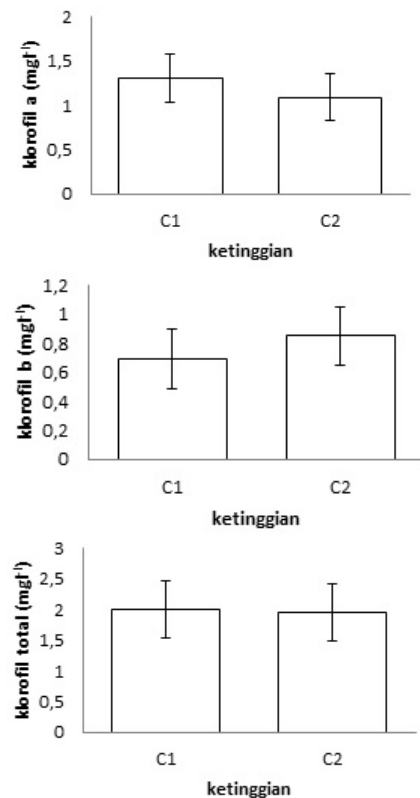 klorofil a (mgl⁻¹)
2
1,5
1
0,5
0
C1 C2
ketinggian
klorofil b (mgl⁻¹)
1,2
1
0,8
0,6
0,4
0,2
0
C1 C2
ketinggian
klorofil total (mgl⁻¹)
3
2,5
2
1,5
1
0,5
0
C1 C2
ketinggian